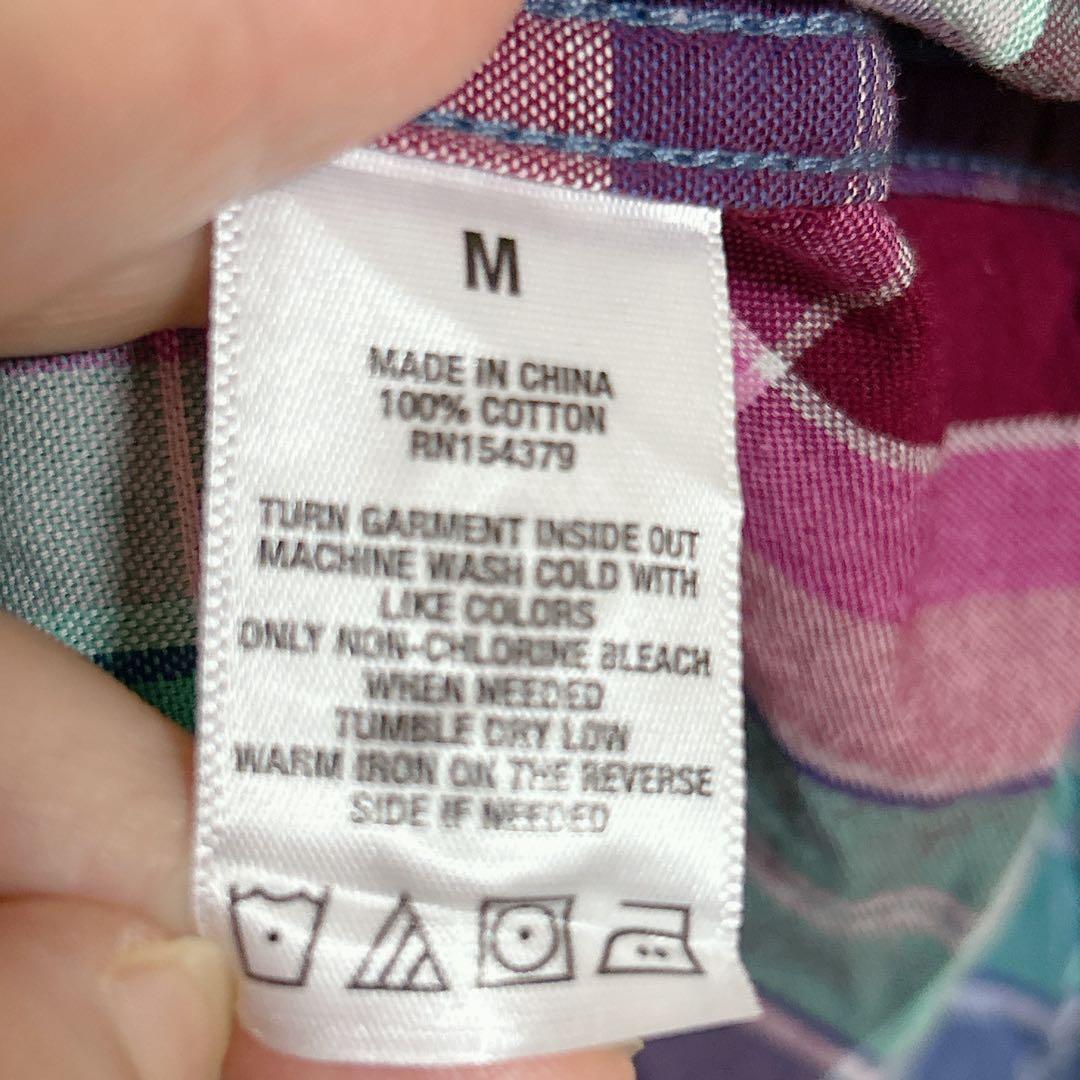 M
MADE IN CHINA
100% COTTON
RN154379
TURN GARMENT INSIDE OUT
MACHINE WASH COLD WITH
LIKE COLORS
ONLY NON-CHLORINE BLEACH
WHEN NEEDED
TUMBLE DRY LOW
WARM IRON ON THE REVERSE
SIDE IF NEEDED